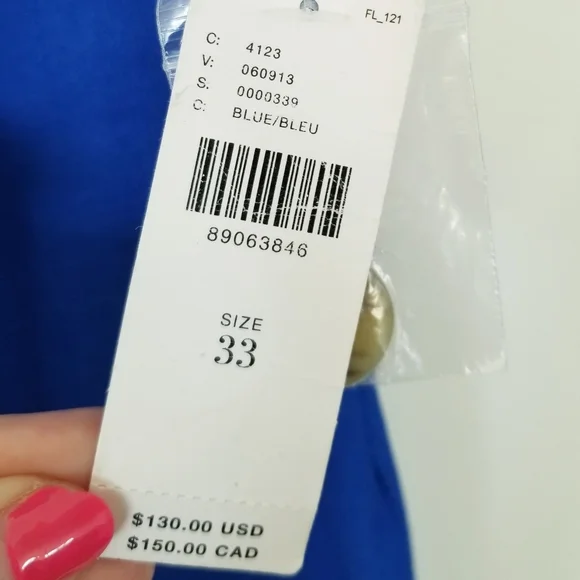 FL_121
C: 4123
V: 060913
S. 0000339
C: BLUE/BLEU
89063846
SIZE
33
$130.00 USD
$150.00 CAD